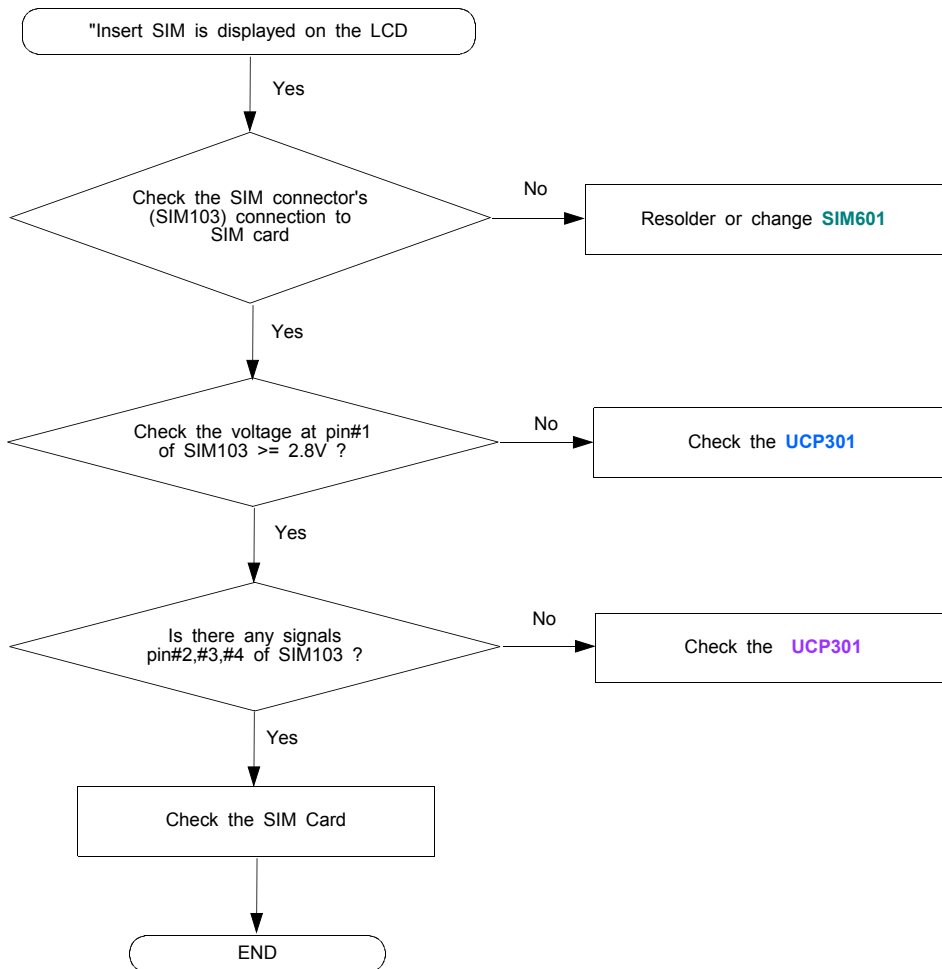 "Insert SIM is displayed on the LCD
Yes
Check the SIM connector's
(SIM103) connection to
SIM card
No
Resolder or change SIM601
Yes
Check the voltage at pin#1
of SIM103 >= 2.8V ?
No
Check the UCP301
Yes
Is there any signals
pin#2,#3,#4 of SIM103 ?
No
Check the UCP301
Yes
Check the SIM Card
END